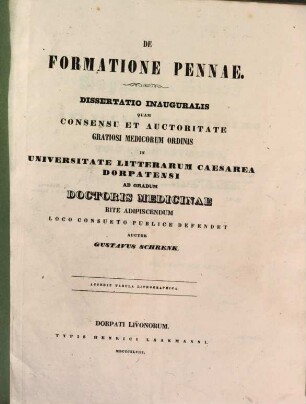 DE
FORMATIONE PENNAE.
DISSERTATIO INAUGURALIS
QUAM
CONSENSU ET AUCTORITATE
GRATIOSI MEDICORUM ORDINIS
IN
UNIVERSITATE LITTERARUM CAESAREA
DORPATENSI
AD GRADUM
DOCTORIS MEDICINAE
RITE ADIPISCENDUM
LOCO CONSUETO PUBLICE DEFENDET
AUCTOR
GUSTAVUS SCHRENK.
ACCEDIT TABULA LITHOGRAPHICA.
DORPATI LIVONORUM.
TYPIS HENRICI LAAKMANNI.